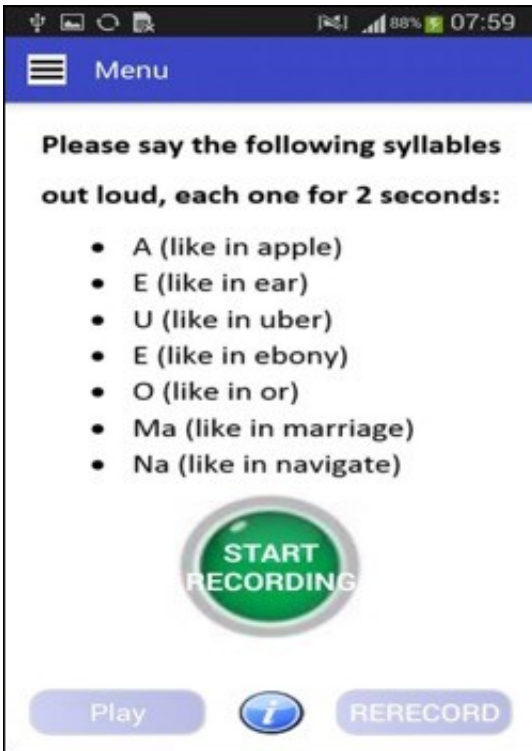 88% 07:59
Menu
Please say the following syllables
out loud, each one for 2 seconds:
• A (like in apple)
• E (like in ear)
• U (like in uber)
• E (like in ebony)
• O (like in or)
• Ma (like in marriage)
• Na (like in navigate)
START
RECORDING
Play i RERECORD